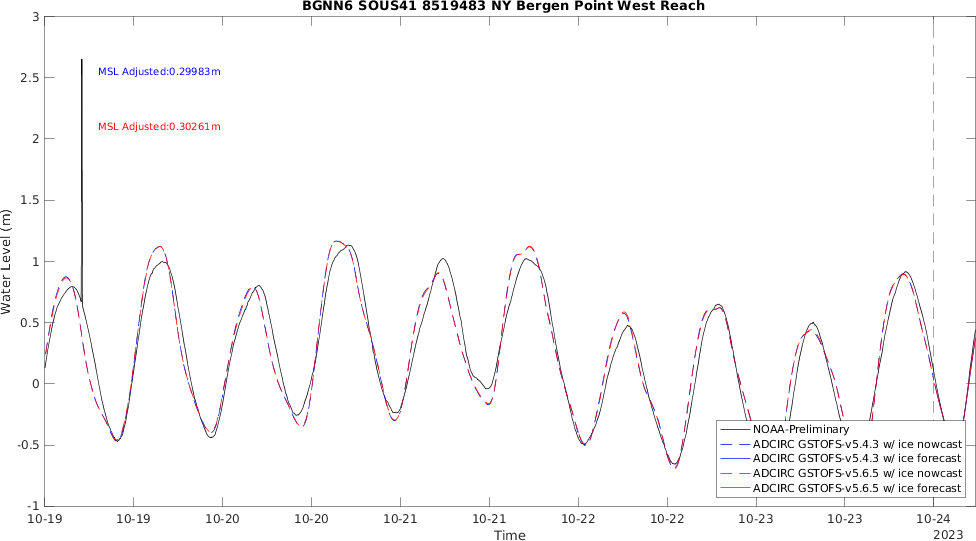 BGNN6 SOUS41 8519483 NY Bergen Point West Reach
3
2.5
2
1.5
1
0.5
0
-0.5
-1
Water Level (m)
MSL Adjusted:0.29983m
MSL Adjusted:0.30261m
NOAA-Preliminary
ADCIRC GSTOFS-v5.4.3 w/ ice nowcast
ADCIRC GSTOFS-v5.4.3 w/ ice forecast
ADCIRC GSTOFS-v5.6.5 w/ ice nowcast
ADCIRC GSTOFS-v5.6.5 w/ ice forecast
10-19 10-19 10-20 10-20 10-21 10-21 10-22 10-22 10-23 10-23 10-24
2023
Time